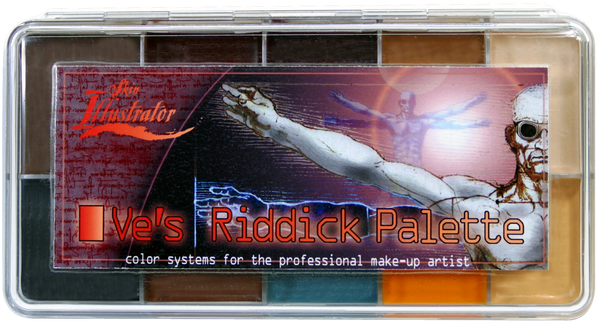 Skin
Illustrator
Ve's Riddick Palette
color systems for the professional make-up artist